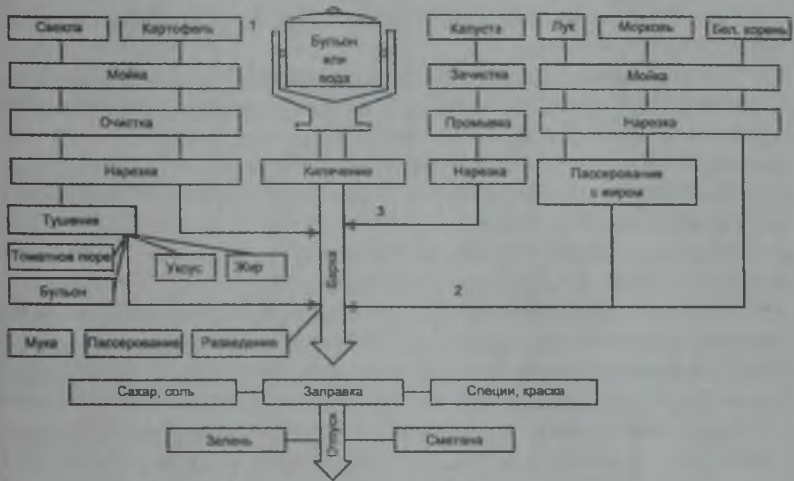 Свекла
Картофель
1
Бульон
или
вода
Капуста
Лук
Морковь
Бел. корень
Мойка
Зачистка
Мойка
Очистка
Промывка
Нарезка
Нарезка
Кипячение
Нарезка
Пассерование
с жиром
Тушение
3
Томатное пюре
Уксус
Жир
Варка
Бульон
2
Мука
Пассерование
Разведение
Сахар, соль
Заправка
Специи, краска
Зелень
Отпуск
Сметана